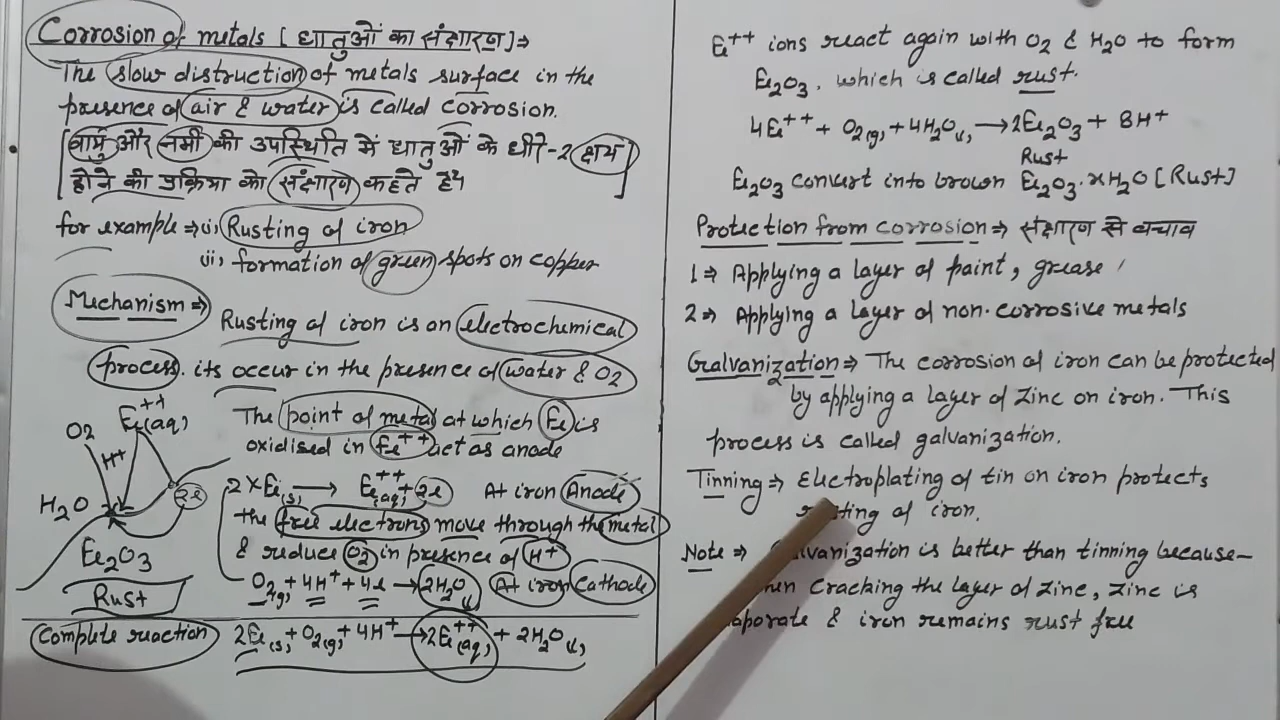 Corrosion of metals [धातुओं का संक्षारण]⇒
The slow distruction of metals surface in the
presence of air & water is called corrosion.
[वायु और नमी की उपस्थिति में धातुओं के धीरे-2 क्षय
होने की प्रक्रिया को संक्षारण कहते हैं]
for example ⇒ (i) Rusting of iron
(ii) formation of green spots on copper
Mechanism ⇒
Rusting of iron is on electrochemical
process. its occur in the presence of water & O2
The point of metal at which Fe is
oxidised in Fe++ act as anode
Fe++(aq)
O2
H+
H2O
2e
Fe2O3
Rust
2×Fe(s) → Fe++(aq) + 2e At iron Anode
the free electrons move through the metal
& reduce O2 in presence of H+
O2(g) + 4H+ + 4e → 2H2O(l) At iron Cathode
Complete reaction 2Fe(s) + O2(g) + 4H+ → 2Fe++(aq) + 2H2O(l)
Fe++ ions react again with O2 & H2O to form
Fe2O3. which is called rust.
4Fe++ + O2(g) + 4H2O(l) → 2Fe2O3 + 8H+
Rust
Fe2O3 convert into brown Fe2O3.xH2O [Rust]
Protection from corrosion ⇒ संक्षारण से बचाव
1 ⇒ Applying a layer of paint, grease
2 ⇒ Applying a layer of non-corrosive metals
Galvanization ⇒ The corrosion of iron can be protected
by applying a layer of Zinc on iron. This
process is called galvanization.
Tinning ⇒ Electroplating of tin on iron protects
of iron.
Note ⇒ is better than tinning because–
cracking the layer of Zinc, Zinc is
& iron remains rust free